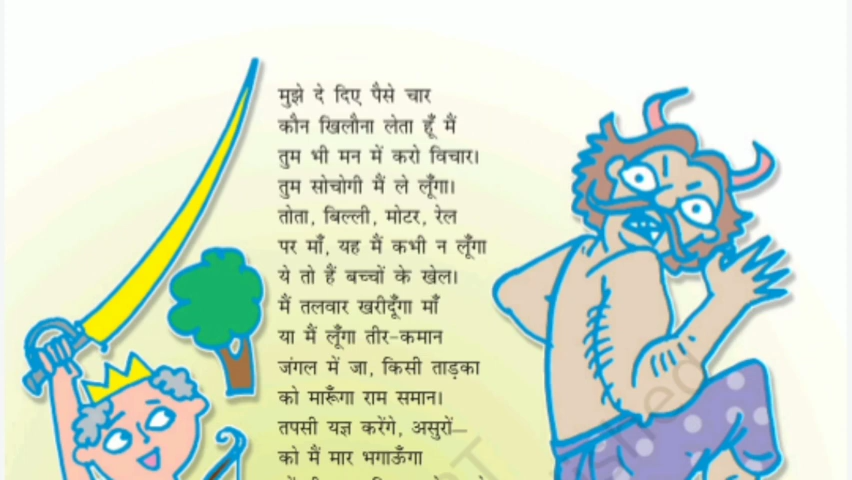 मुझे दे दिए पैसे चार
कौन खिलौना लेता हूँ मैं
तुम भी मन में करो विचार।
तुम सोचोगी मैं ले लूँगा।
तोता, बिल्ली, मोटर, रेल
पर माँ, यह मैं कभी न लूँगा
ये तो हैं बच्चों के खेल।
मैं तलवार खरीदूँगा माँ
या मैं लूँगा तीर-कमान
जंगल में जा, किसी ताड़का
को मारूँगा राम समान।
तपसी यज्ञ करेंगे, असुरों—
को मैं मार भगाऊँगा